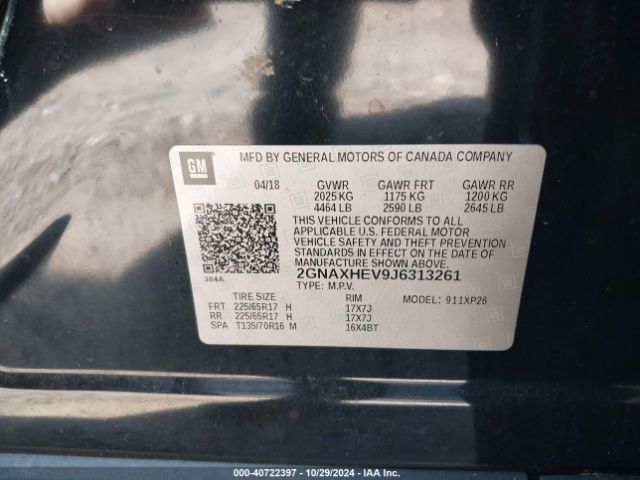 GM
MFD BY GENERAL MOTORS OF CANADA COMPANY
04/18 GVWR GAWR FRT GAWR RR
2025 KG 1175 KG 1200 KG
4464 LB 2590 LB 2645 LB
THIS VEHICLE CONFORMS TO ALL
APPLICABLE U.S. FEDERAL MOTOR
VEHICLE SAFETY AND THEFT PREVENTION
STANDARDS IN EFFECT ON THE DATE OF
MANUFACTURE SHOWN ABOVE.
384A 2GNAXHEV9J6313261
TYPE: M.P.V.
TIRE SIZE RIM MODEL: 911XP26
FRT 225/65R17 H 17X7J
RR 225/65R17 H 17X7J
SPA T135/70R16 M 16X4BT
000-40722397 - 10/29/2024 - IAA Inc.